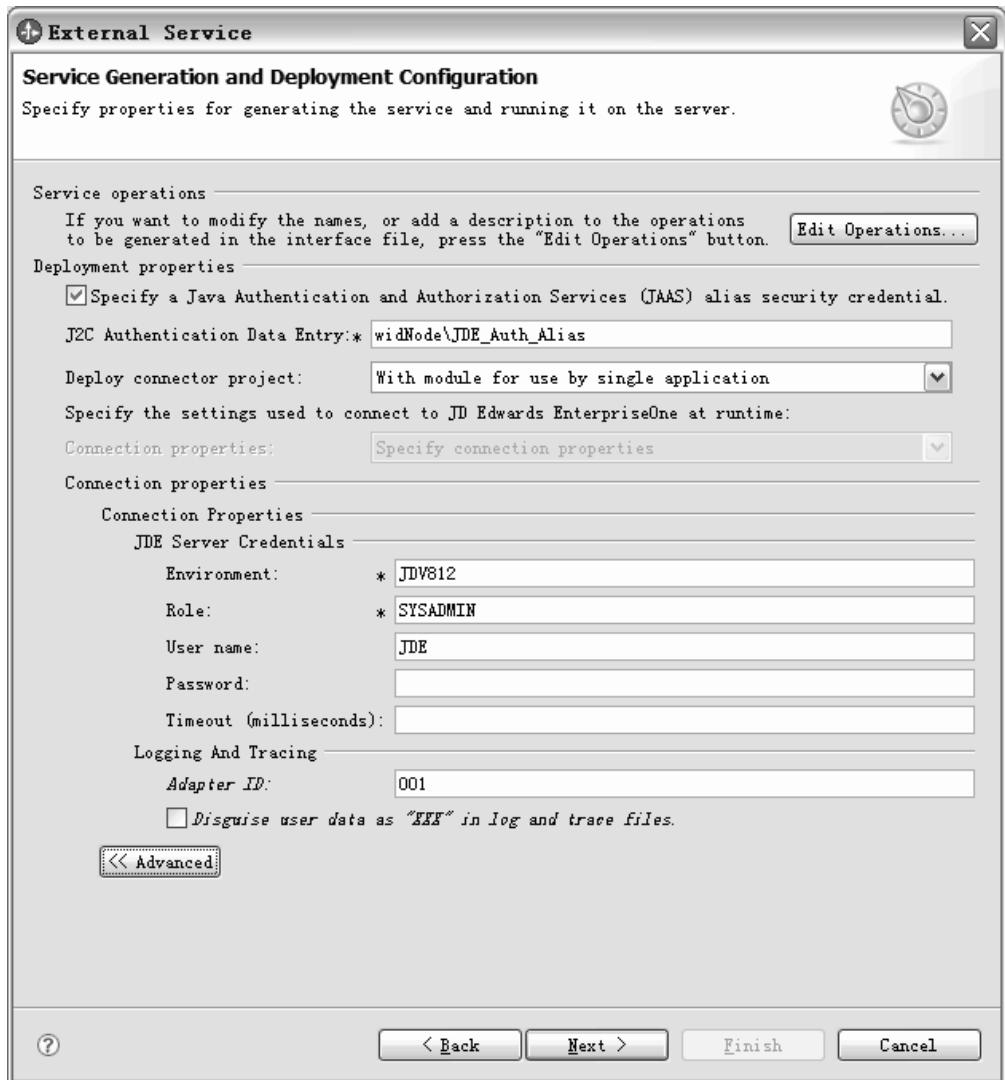 External Service
Service Generation and Deployment Configuration
Specify properties for generating the service and running it on the server.
Service operations
If you want to modify the names, or add a description to the operations
to be generated in the interface file, press the "Edit Operations" button.
Edit Operations...
Deployment properties
Specify a Java Authentication and Authorization Services (JAAS) alias security credential.
J2C Authentication Data Entry:* widNode\JDE_Auth_Alias
Deploy connector project: With module for use by single application
Specify the settings used to connect to JD Edwards EnterpriseOne at runtime:
Connection properties: Specify connection properties
Connection properties
Connection Properties
JDE Server Credentials
Environment: * JDV812
Role: * SYSADMIN
User name: JDE
Password:
Timeout (milliseconds):
Logging And Tracing
Adapter ID: 001
Disguise user data as "XXX" in log and trace files.
<< Advanced
? < Back Next > Finish Cancel